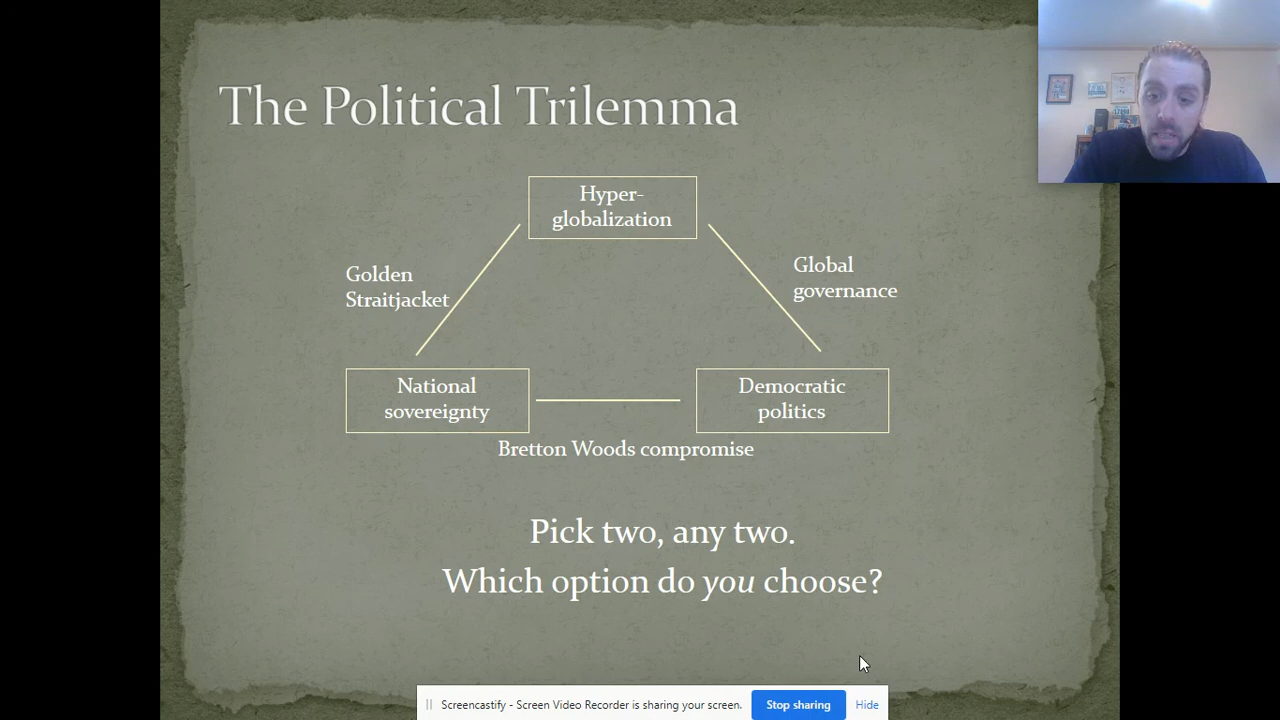 The Political Trilemma
Hyper-
globalization
Golden
Straitjacket
Global
governance
National
sovereignty
Democratic
politics
Bretton Woods compromise
Pick two, any two.
Which option do you choose?
Screencastify - Screen Video Recorder is sharing your screen.
Stop sharing
Hide